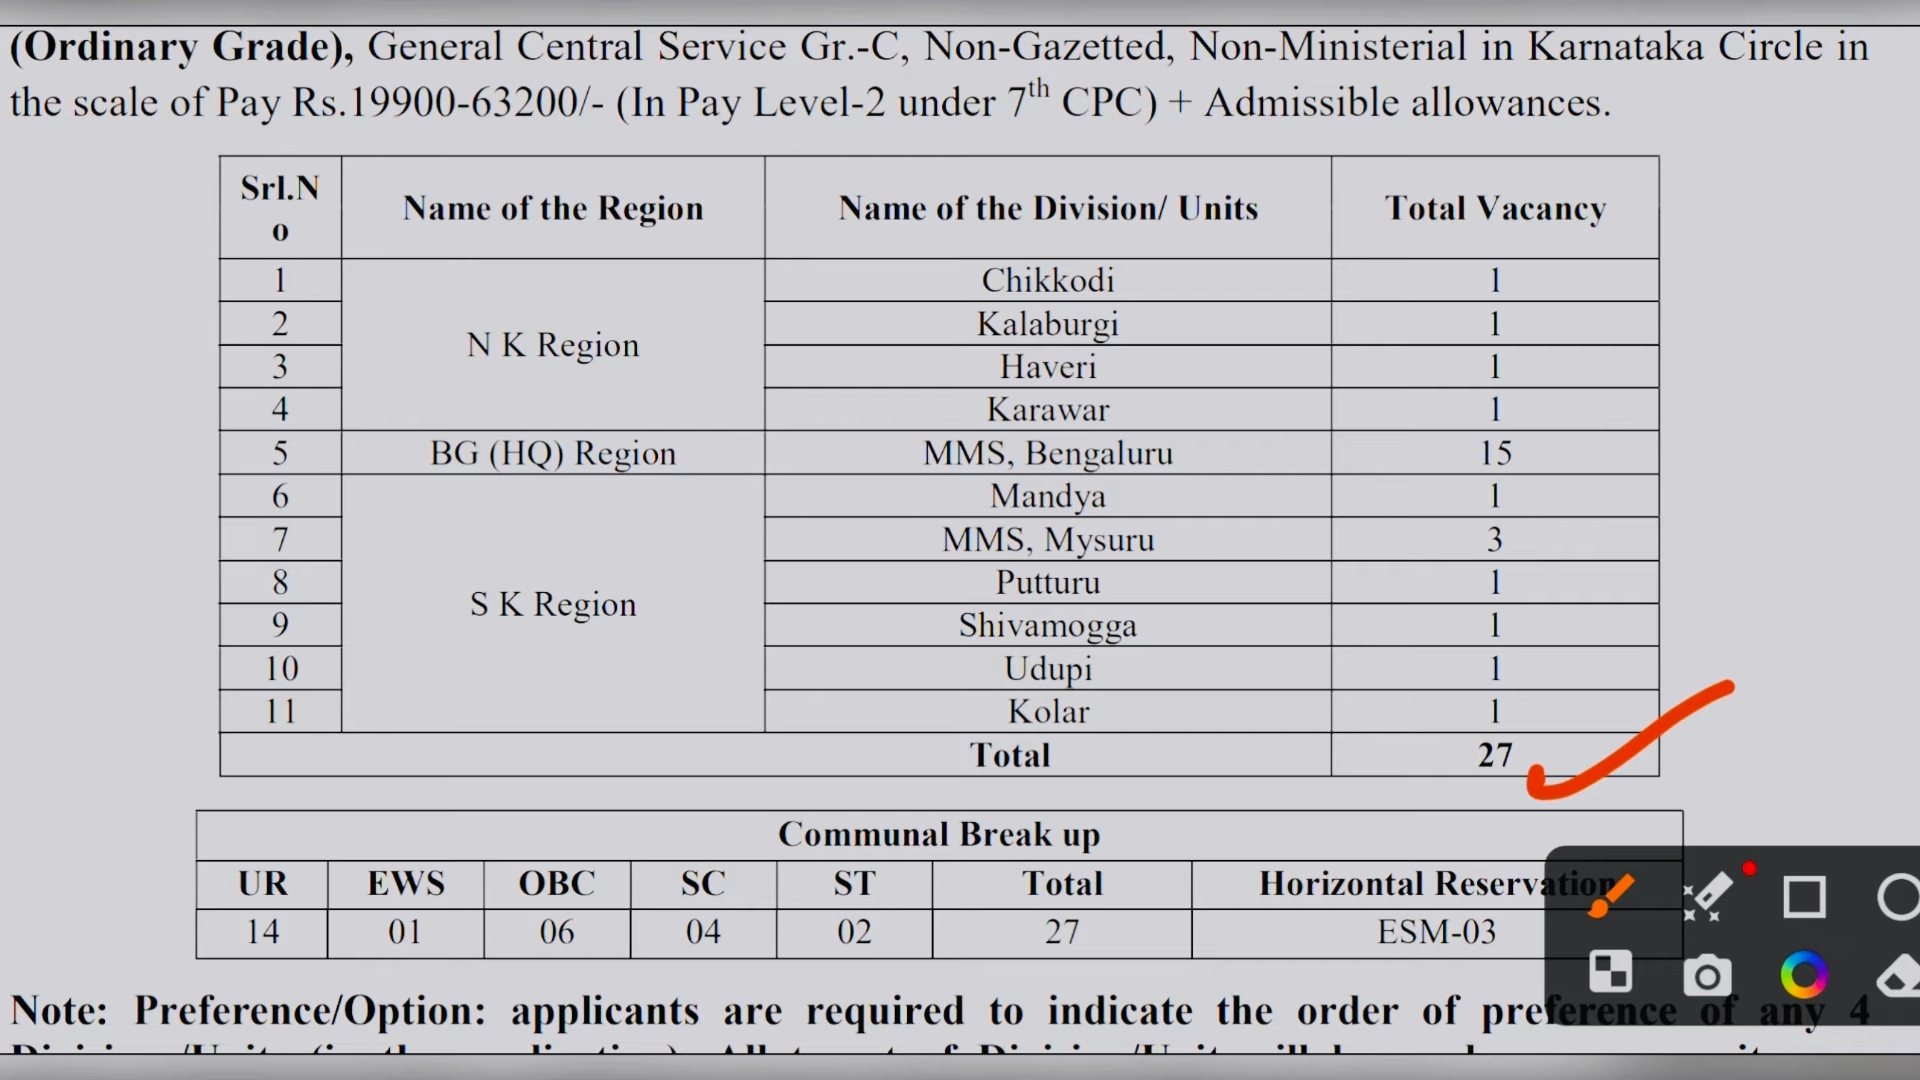 (Ordinary Grade), General Central Service Gr.-C, Non-Gazetted, Non-Ministerial in Karnataka Circle in
the scale of Pay Rs.19900-63200/- (In Pay Level-2 under 7th CPC) + Admissible allowances.
Srl.N
o Name of the Region Name of the Division/ Units Total Vacancy
1 Chikkodi 1
2 Kalaburgi 1
N K Region
3 Haveri 1
4 Karawar 1
5 BG (HQ) Region MMS, Bengaluru 15
6 Mandya 1
7 MMS, Mysuru 3
8 Putturu 1
S K Region
9 Shivamogga 1
10 Udupi 1
11 Kolar 1
Total 27
Communal Break up
UR EWS OBC SC ST Total Horizontal Reservation
14 01 06 04 02 27 ESM-03
Note: Preference/Option: applicants are required to indicate the order of preference of any 4